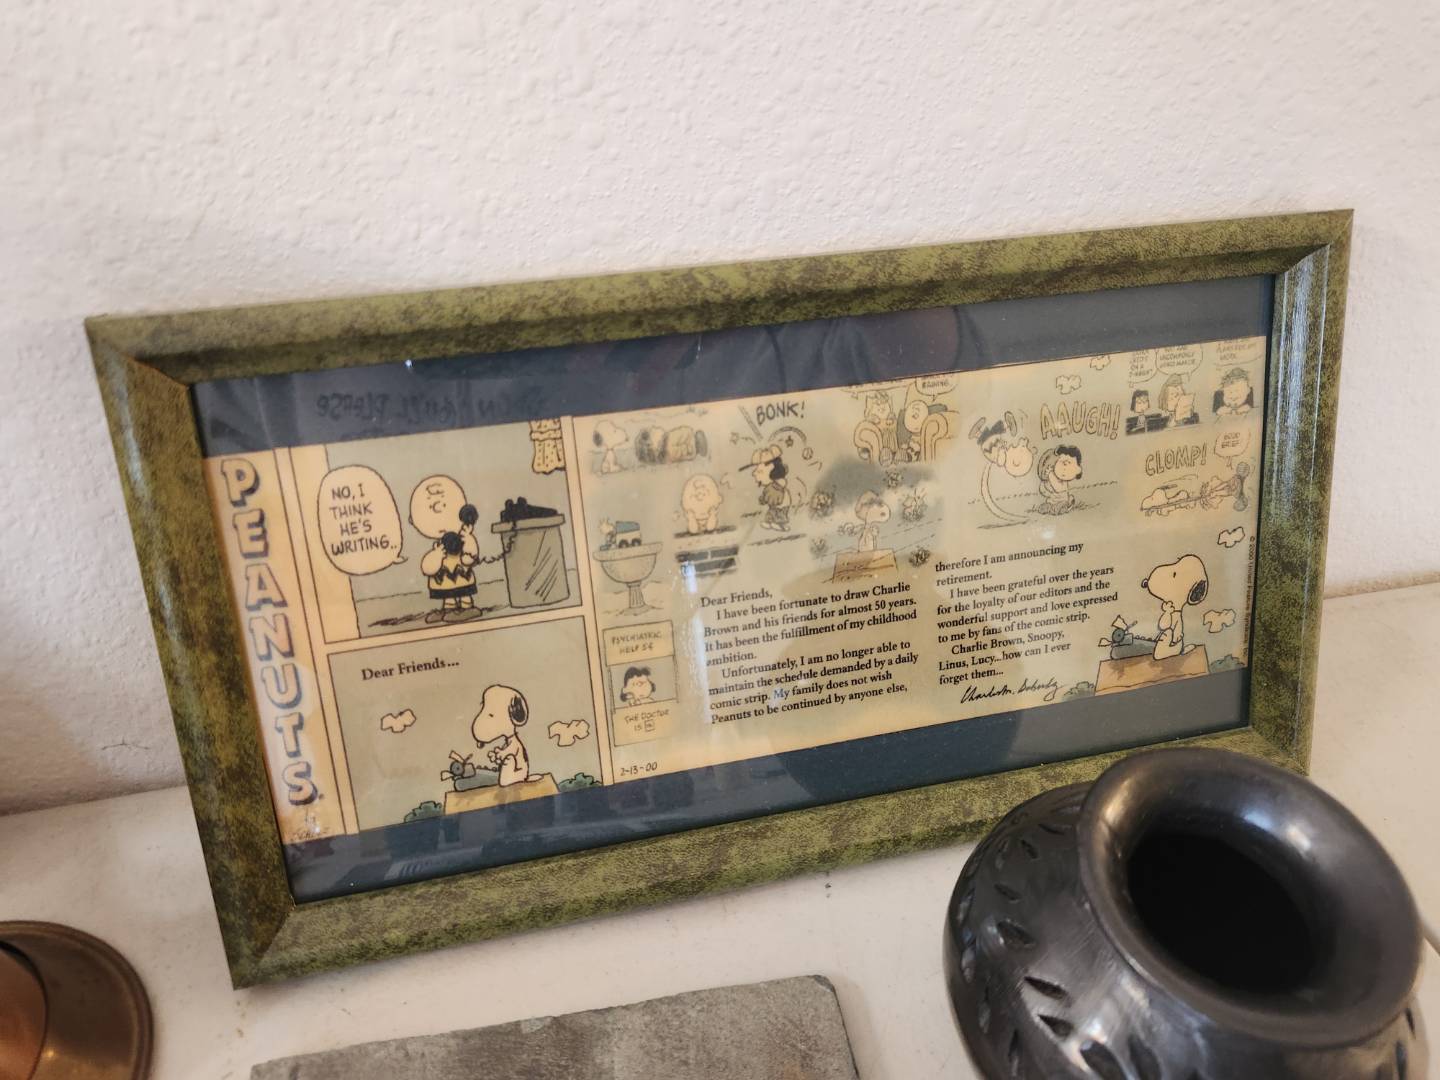 PEANUTS
NO, I
THINK
HE'S
WRITING..
Dear Friends...
BONK!
RAINING.
AAUGH!
CLOMP!
GOOD
GRIEF!
PSYCHIATRIC
HELP 5¢
THE DOCTOR
IS IN
2-13-00
Dear Friends,
I have been fortunate to draw Charlie
Brown and his friends for almost 50 years.
It has been the fulfillment of my childhood
ambition.
Unfortunately, I am no longer able to
maintain the schedule demanded by a daily
comic strip. My family does not wish
Peanuts to be continued by anyone else,
therefore I am announcing my
retirement.
I have been grateful over the years
for the loyalty of our editors and the
wonderful support and love expressed
to me by fans of the comic strip.
Charlie Brown, Snoopy,
Linus, Lucy...how can I ever
forget them...
Charles M. Schulz